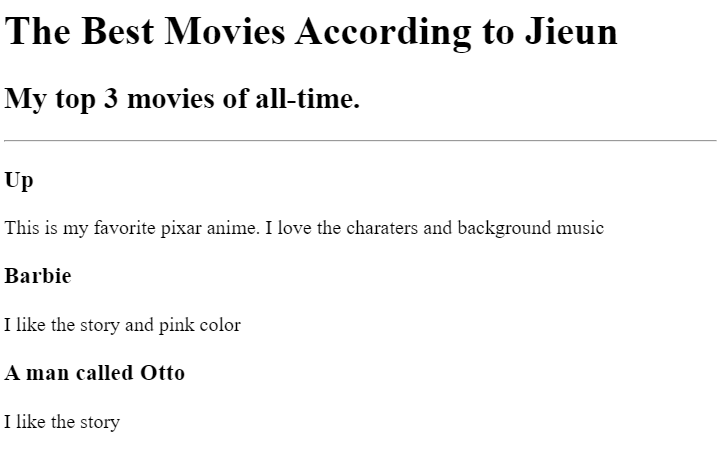 The Best Movies According to Jieun
My top 3 movies of all-time.
Up
This is my favorite pixar anime. I love the charaters and background music
Barbie
I like the story and pink color
A man called Otto
I like the story